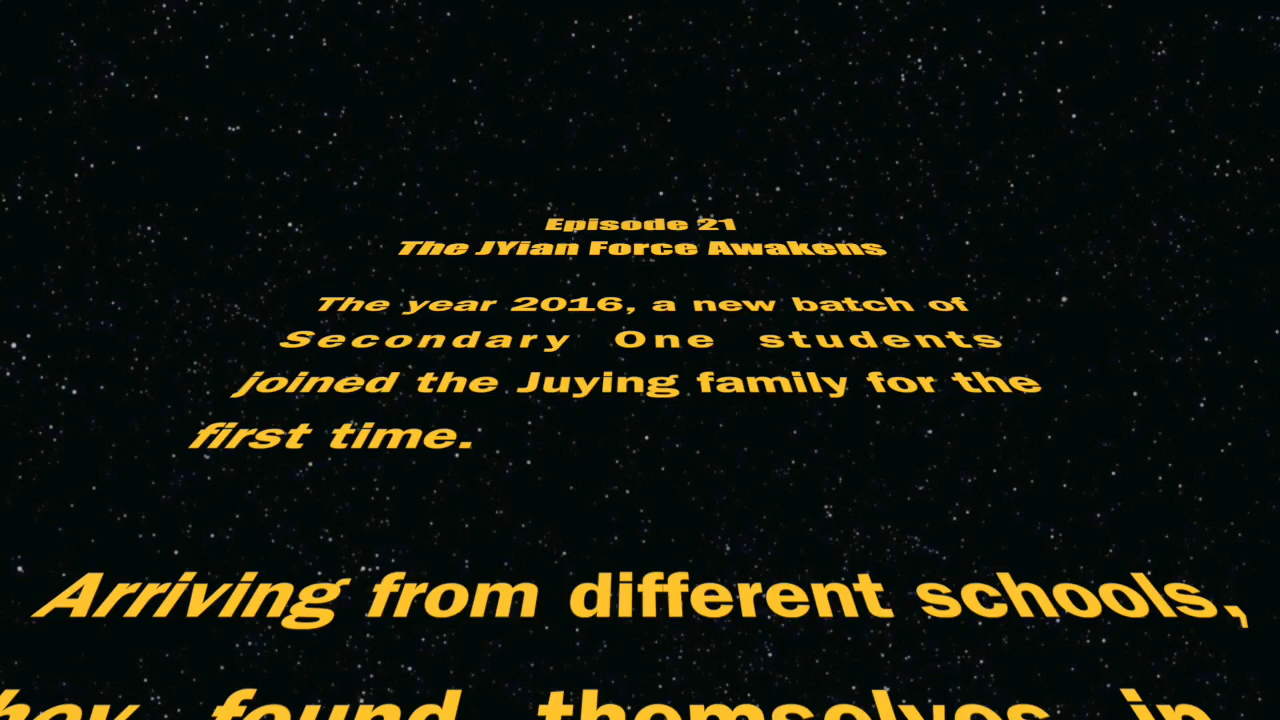 Episode 21
The JYian Force Awakens
The year 2016, a new batch of
Secondary One students
joined the Juying family for the
first time.
Arriving from different schools,
they found themselves in